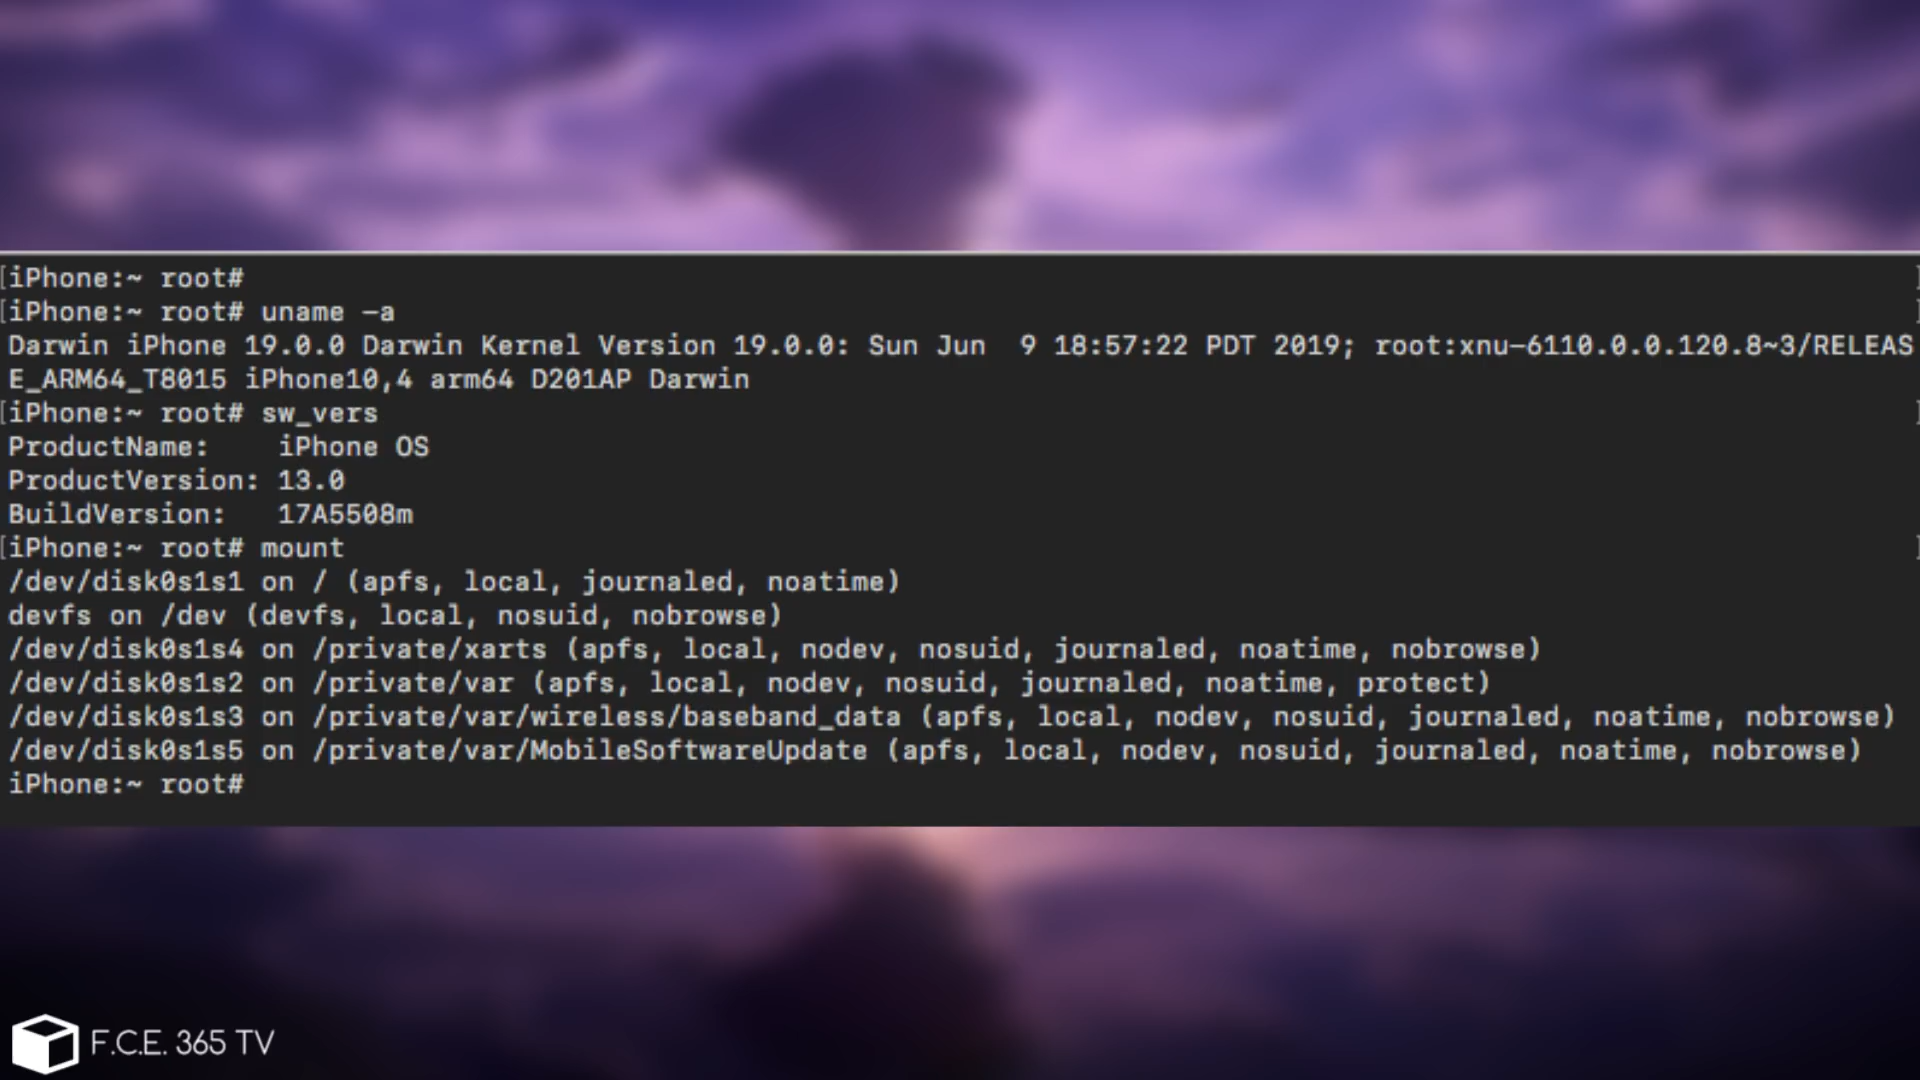 [iPhone:~ root#
[iPhone:~ root# uname -a
Darwin iPhone 19.0.0 Darwin Kernel Version 19.0.0: Sun Jun  9 18:57:22 PDT 2019; root:xnu-6110.0.0.120.8~3/RELEAS
E_ARM64_T8015 iPhone10,4 arm64 D201AP Darwin
[iPhone:~ root# sw_vers
ProductName:    iPhone OS
ProductVersion: 13.0
BuildVersion:   17A5508m
[iPhone:~ root# mount
/dev/disk0s1s1 on / (apfs, local, journaled, noatime)
devfs on /dev (devfs, local, nosuid, nobrowse)
/dev/disk0s1s4 on /private/xarts (apfs, local, nodev, nosuid, journaled, noatime, nobrowse)
/dev/disk0s1s2 on /private/var (apfs, local, nodev, nosuid, journaled, noatime, protect)
/dev/disk0s1s3 on /private/var/wireless/baseband_data (apfs, local, nodev, nosuid, journaled, noatime, nobrowse)
/dev/disk0s1s5 on /private/var/MobileSoftwareUpdate (apfs, local, nodev, nosuid, journaled, noatime, nobrowse)
iPhone:~ root#
F.C.E. 365 TV